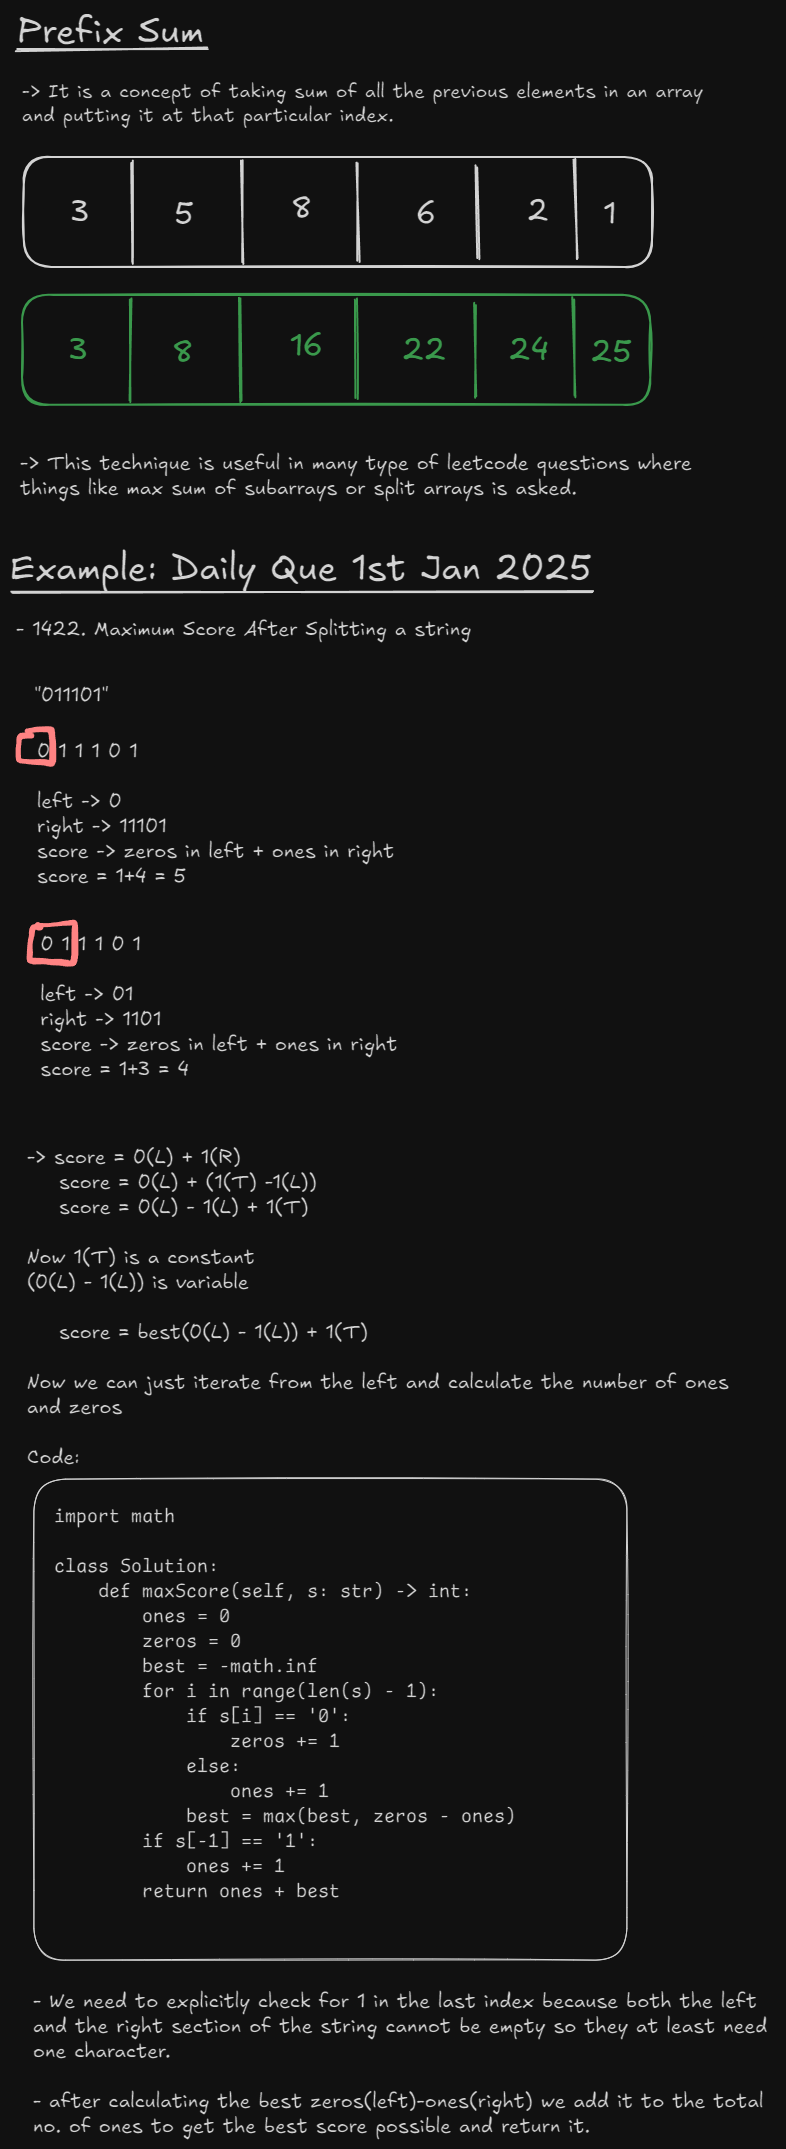 Prefix Sum
-> It is a concept of taking sum of all the previous elements in an array
and putting it at that particular index.
3 5 8 6 2 1
3 8 16 22 24 25
-> This technique is useful in many type of leetcode questions where
things like max sum of subarrays or split arrays is asked.
Example: Daily Que 1st Jan 2025
- 1422. Maximum Score After Splitting a string
"011101"
0 1 1 1 0 1
left -> 0
right -> 11101
score -> zeros in left + ones in right
score = 1+4 = 5
0 1 1 1 0 1
left -> 01
right -> 1101
score -> zeros in left + ones in right
score = 1+3 = 4
-> score = 0(L) + 1(R)
score = 0(L) + (1(T) -1(L))
score = 0(L) - 1(L) + 1(T)
Now 1(T) is a constant
(0(L) - 1(L)) is variable
score = best(0(L) - 1(L)) + 1(T)
Now we can just iterate from the left and calculate the number of ones
and zeros
Code:
import math
class Solution:
    def maxScore(self, s: str) -> int:
        ones = 0
        zeros = 0
        best = -math.inf
        for i in range(len(s) - 1):
            if s[i] == '0':
                zeros += 1
            else:
                ones += 1
            best = max(best, zeros - ones)
        if s[-1] == '1':
            ones += 1
        return ones + best
- We need to explicitly check for 1 in the last index because both the left
and the right section of the string cannot be empty so they at least need
one character.
- after calculating the best zeros(left)-ones(right) we add it to the total
no. of ones to get the best score possible and return it.